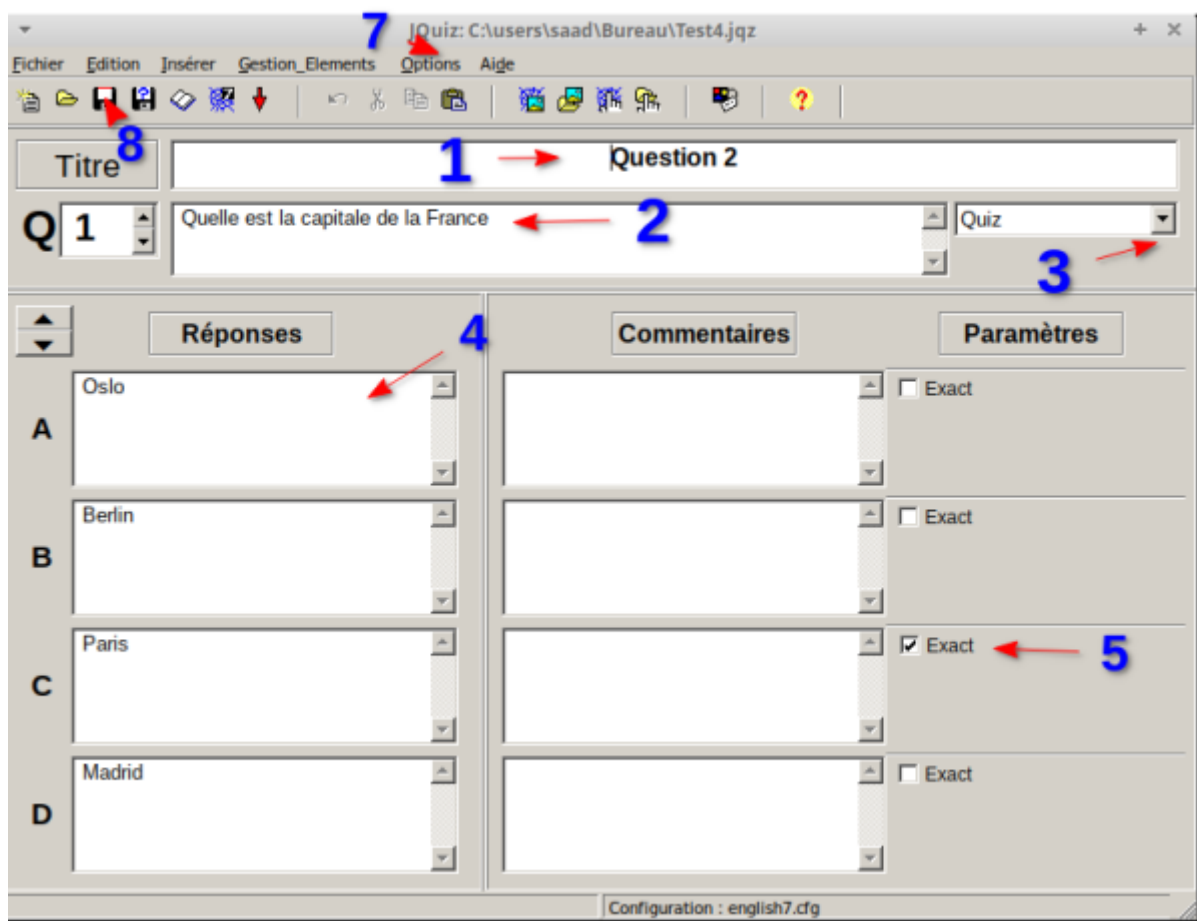 JQuiz: C:\users\saad\Bureau\Test4.jqz
7
Fichier Edition Insérer Gestion_Elements Options Aide
8
Titre
1
Question 2
Q 1
Quelle est la capitale de la France
2
Quiz
3
Réponses
4
Commentaires
Paramètres
A
Oslo
Exact
B
Berlin
Exact
C
Paris
Exact
5
D
Madrid
Exact
Configuration : english7.cfg